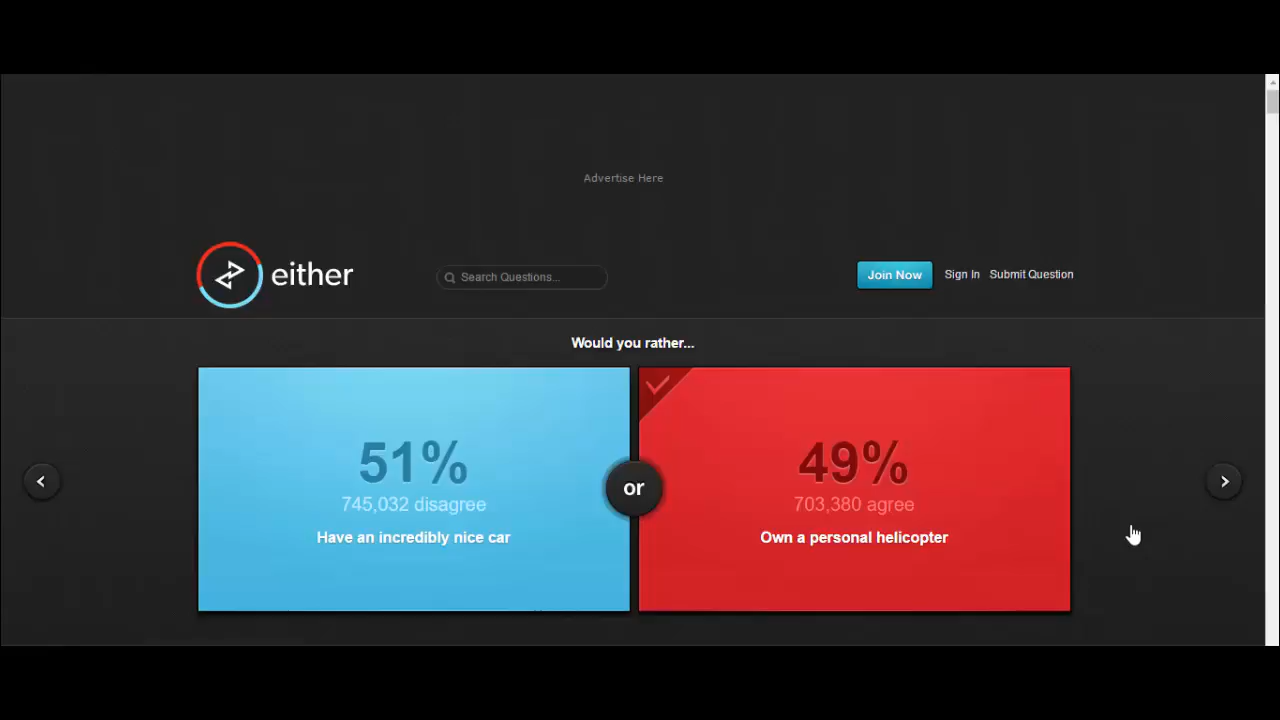 Advertise Here
either
Search Questions...
Join Now
Sign In
Submit Question
Would you rather...
51%
745,032 disagree
Have an incredibly nice car
or
49%
703,380 agree
Own a personal helicopter